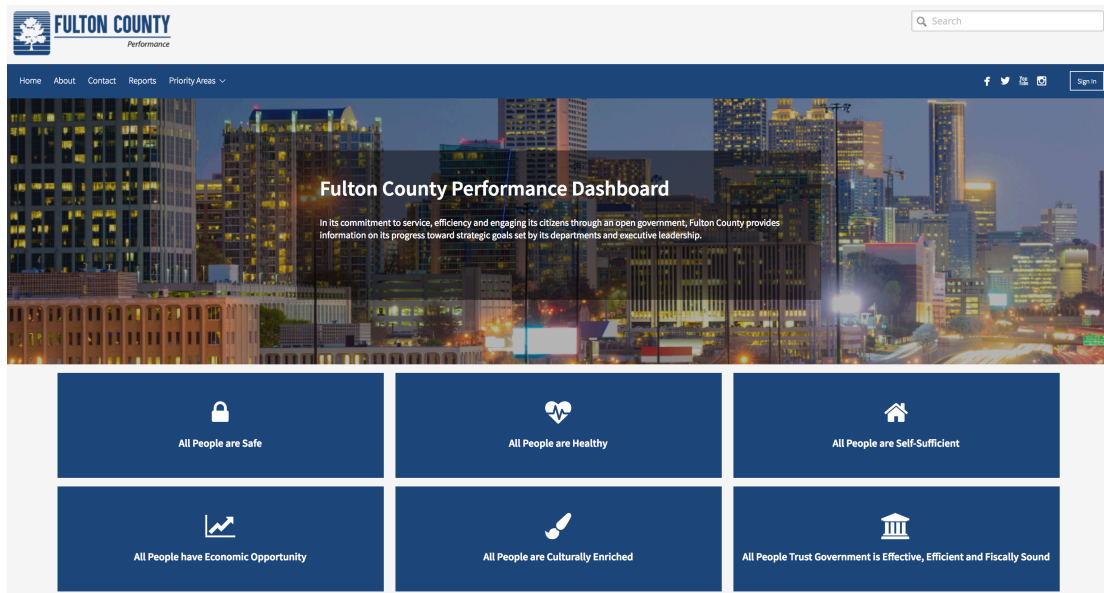 FULTON COUNTY
Performance
Search
Home About Contact Reports Priority Areas
You
Tube
Sign In
Fulton County Performance Dashboard
In its commitment to service, efficiency and engaging its citizens through an open government, Fulton County provides
information on its progress toward strategic goals set by its departments and executive leadership.
All People are Safe
All People are Healthy
All People are Self-Sufficient
All People have Economic Opportunity
All People are Culturally Enriched
All People Trust Government is Effective, Efficient and Fiscally Sound